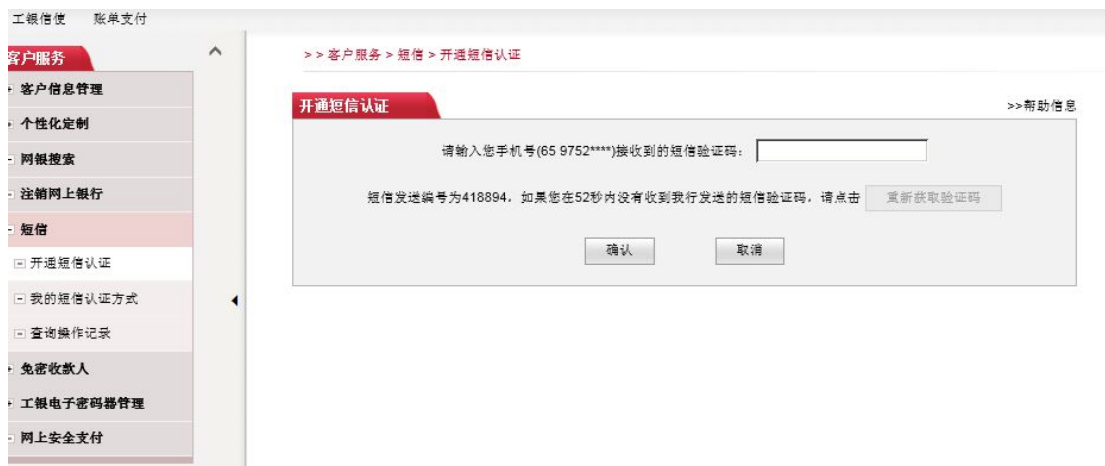 工银信使 账单支付
客户服务
客户信息管理
个性化定制
网银搜索
注销网上银行
短信
开通短信认证
我的短信认证方式
查询操作记录
免密收款人
工银电子密码器管理
网上安全支付
>>客户服务>短信>开通短信认证
开通短信认证
>>帮助信息
请输入您手机号(65 9752****)接收到的短信验证码：
短信发送编号为418894，如果您在52秒内没有收到我行发送的短信验证码，请点击 重新获取验证码
确认 取消